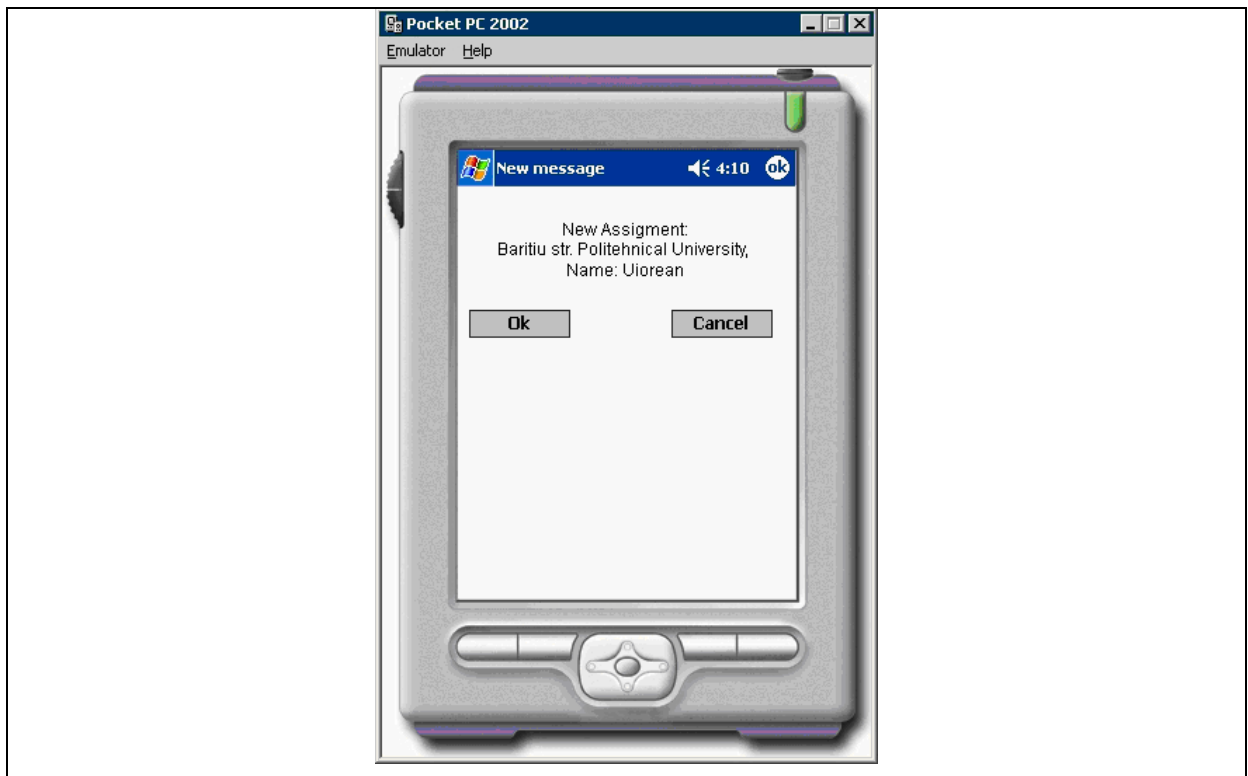 Pocket PC 2002
Emulator Help
New message 4:10 ok
New Assigment:
Baritiu str. Politehnical University,
Name: Uiorean
Ok Cancel